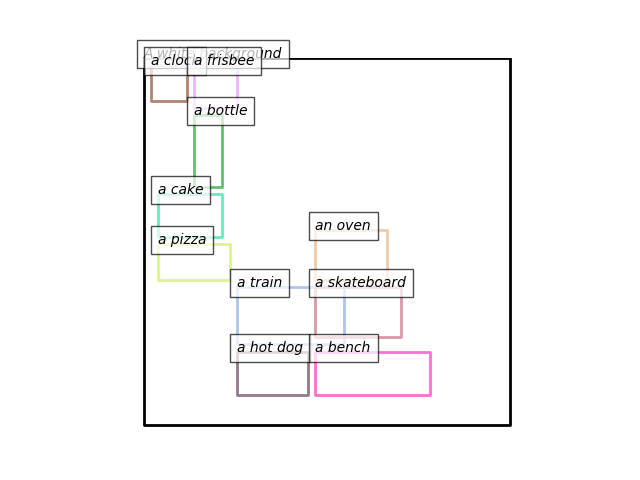 A white background
a clock
a frisbee
a bottle
a cake
an oven
a pizza
a train
a skateboard
a hot dog
a bench